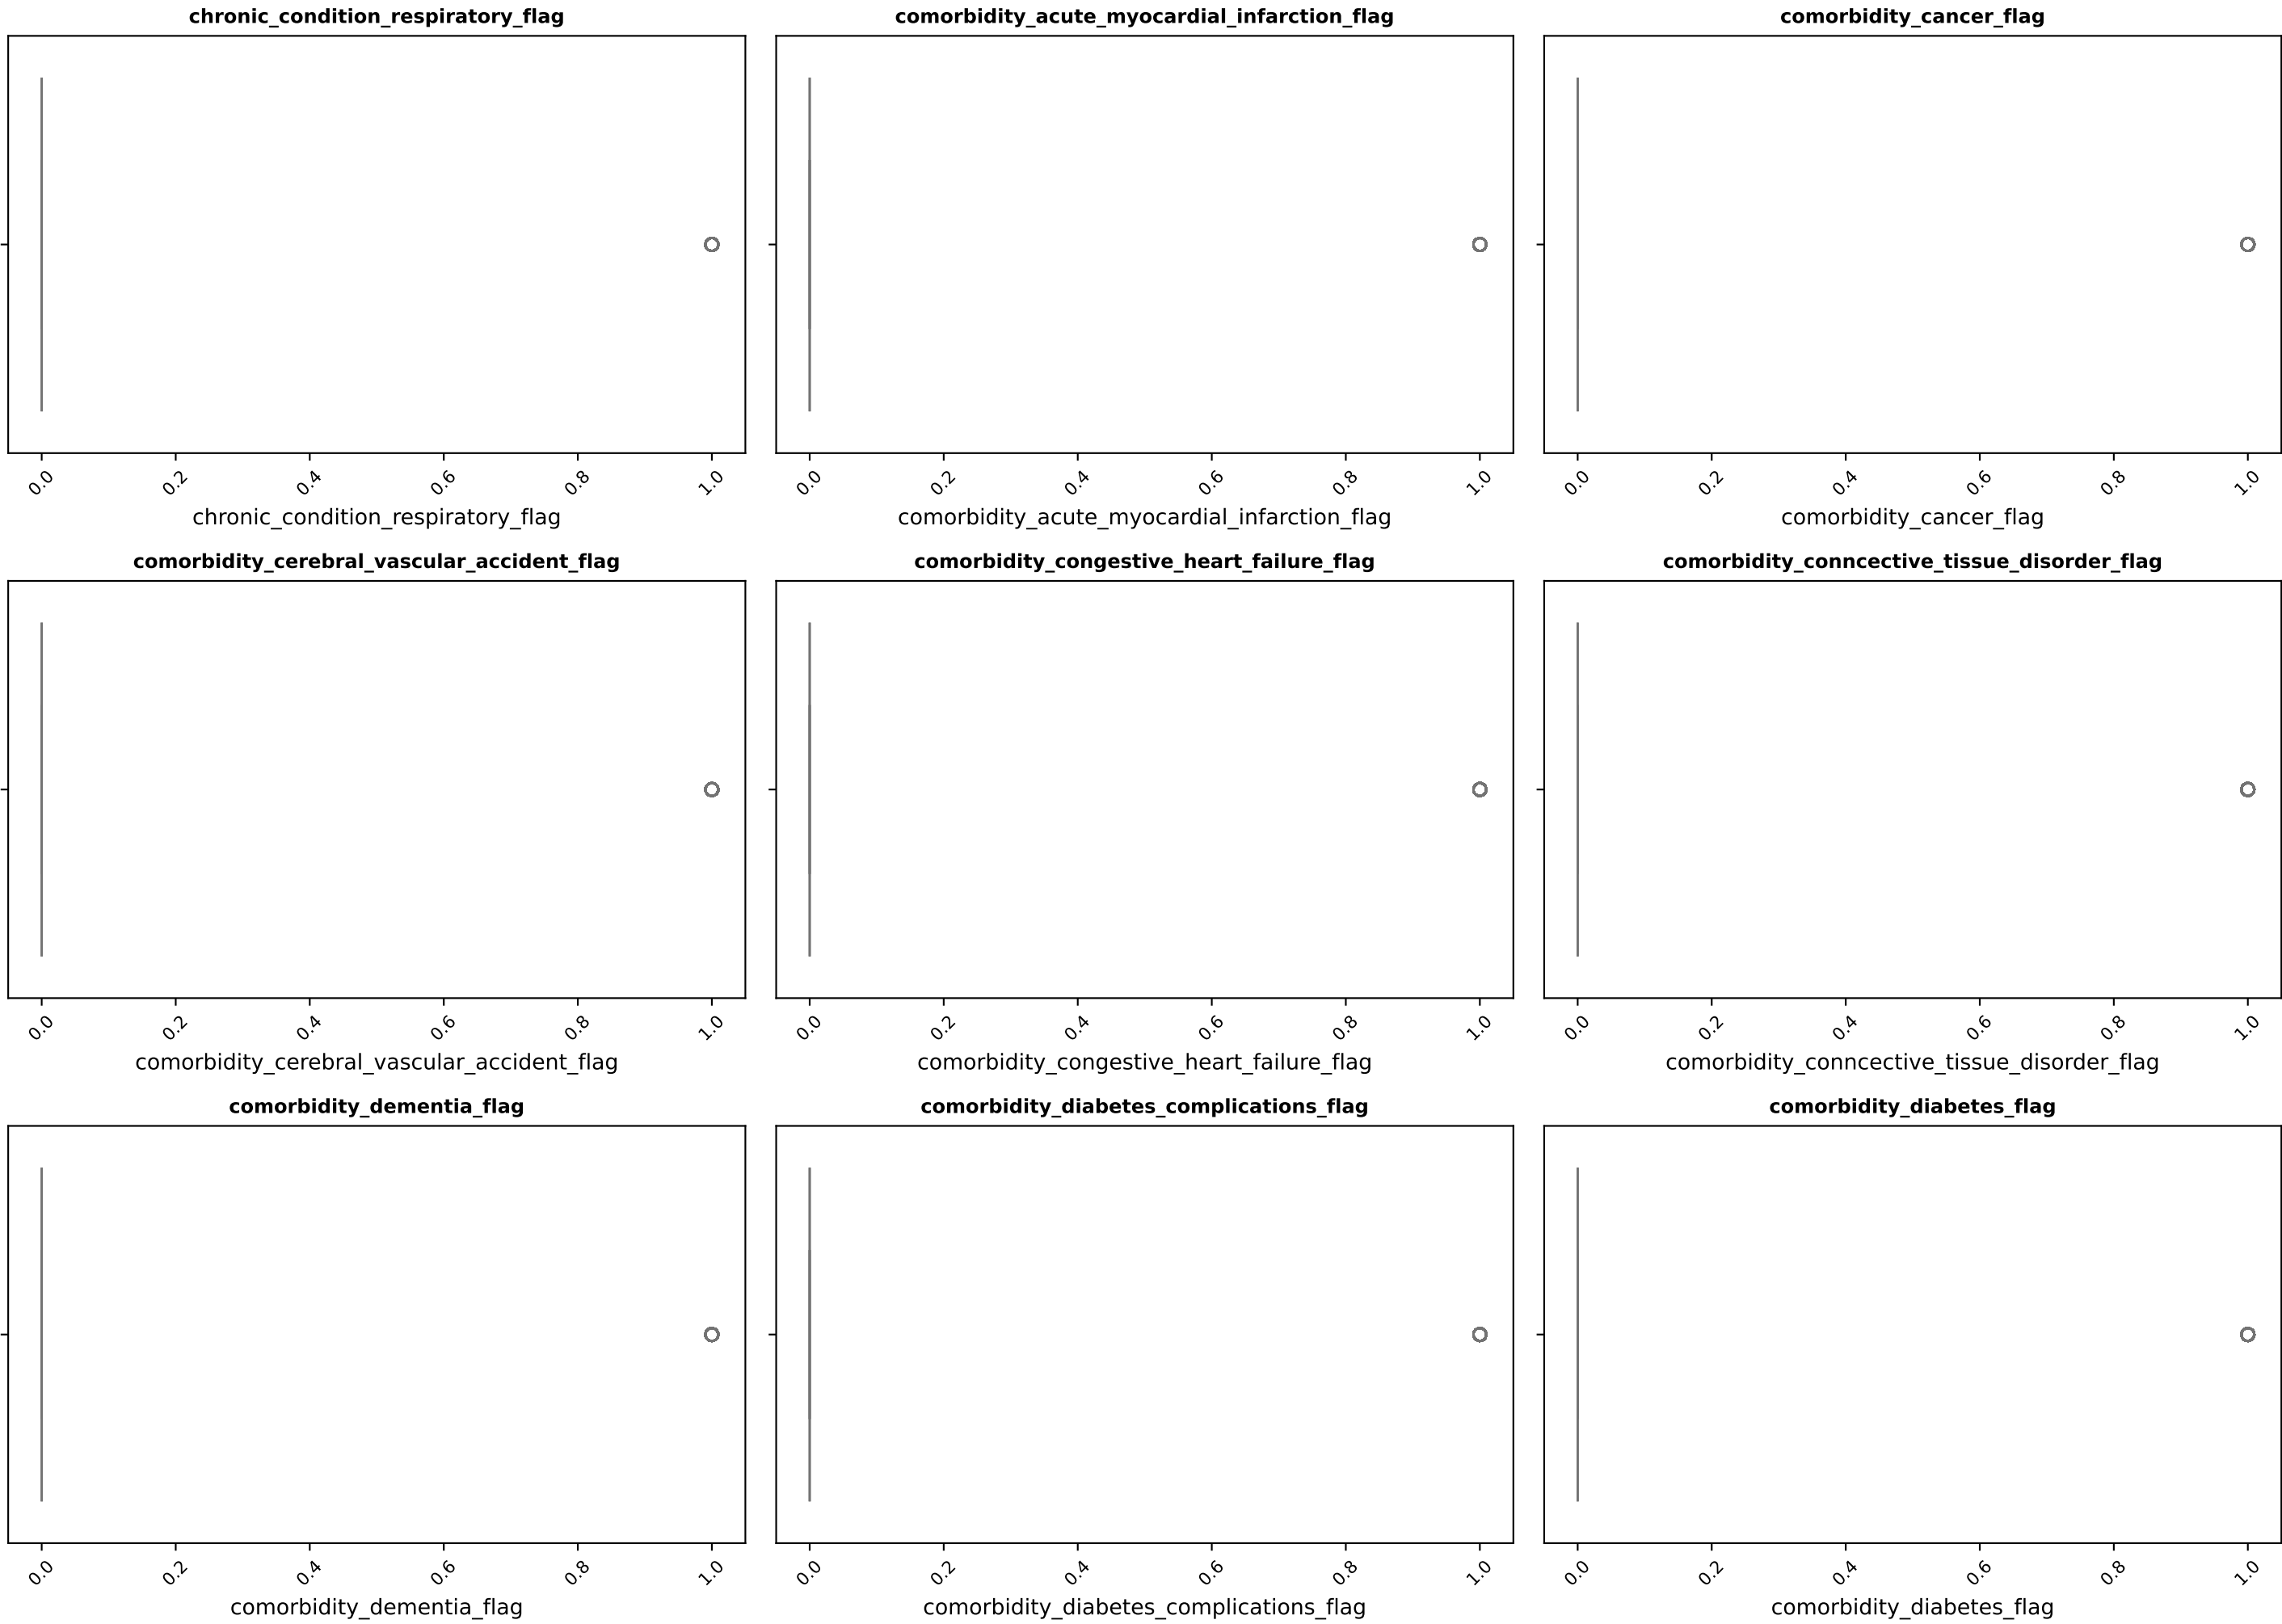 chronic_condition_respiratory_flag
comorbidity_acute_myocardial_infarction_flag
comorbidity_cancer_flag
0.0 0.2 0.4 0.6 0.8 1.0
0.0 0.2 0.4 0.6 0.8 1.0
0.0 0.2 0.4 0.6 0.8 1.0
chronic_condition_respiratory_flag
comorbidity_acute_myocardial_infarction_flag
comorbidity_cancer_flag
comorbidity_cerebral_vascular_accident_flag
comorbidity_congestive_heart_failure_flag
comorbidity_conncective_tissue_disorder_flag
0.0 0.2 0.4 0.6 0.8 1.0
0.0 0.2 0.4 0.6 0.8 1.0
0.0 0.2 0.4 0.6 0.8 1.0
comorbidity_cerebral_vascular_accident_flag
comorbidity_congestive_heart_failure_flag
comorbidity_conncective_tissue_disorder_flag
comorbidity_dementia_flag
comorbidity_diabetes_complications_flag
comorbidity_diabetes_flag
0.0 0.2 0.4 0.6 0.8 1.0
0.0 0.2 0.4 0.6 0.8 1.0
0.0 0.2 0.4 0.6 0.8 1.0
comorbidity_dementia_flag
comorbidity_diabetes_complications_flag
comorbidity_diabetes_flag